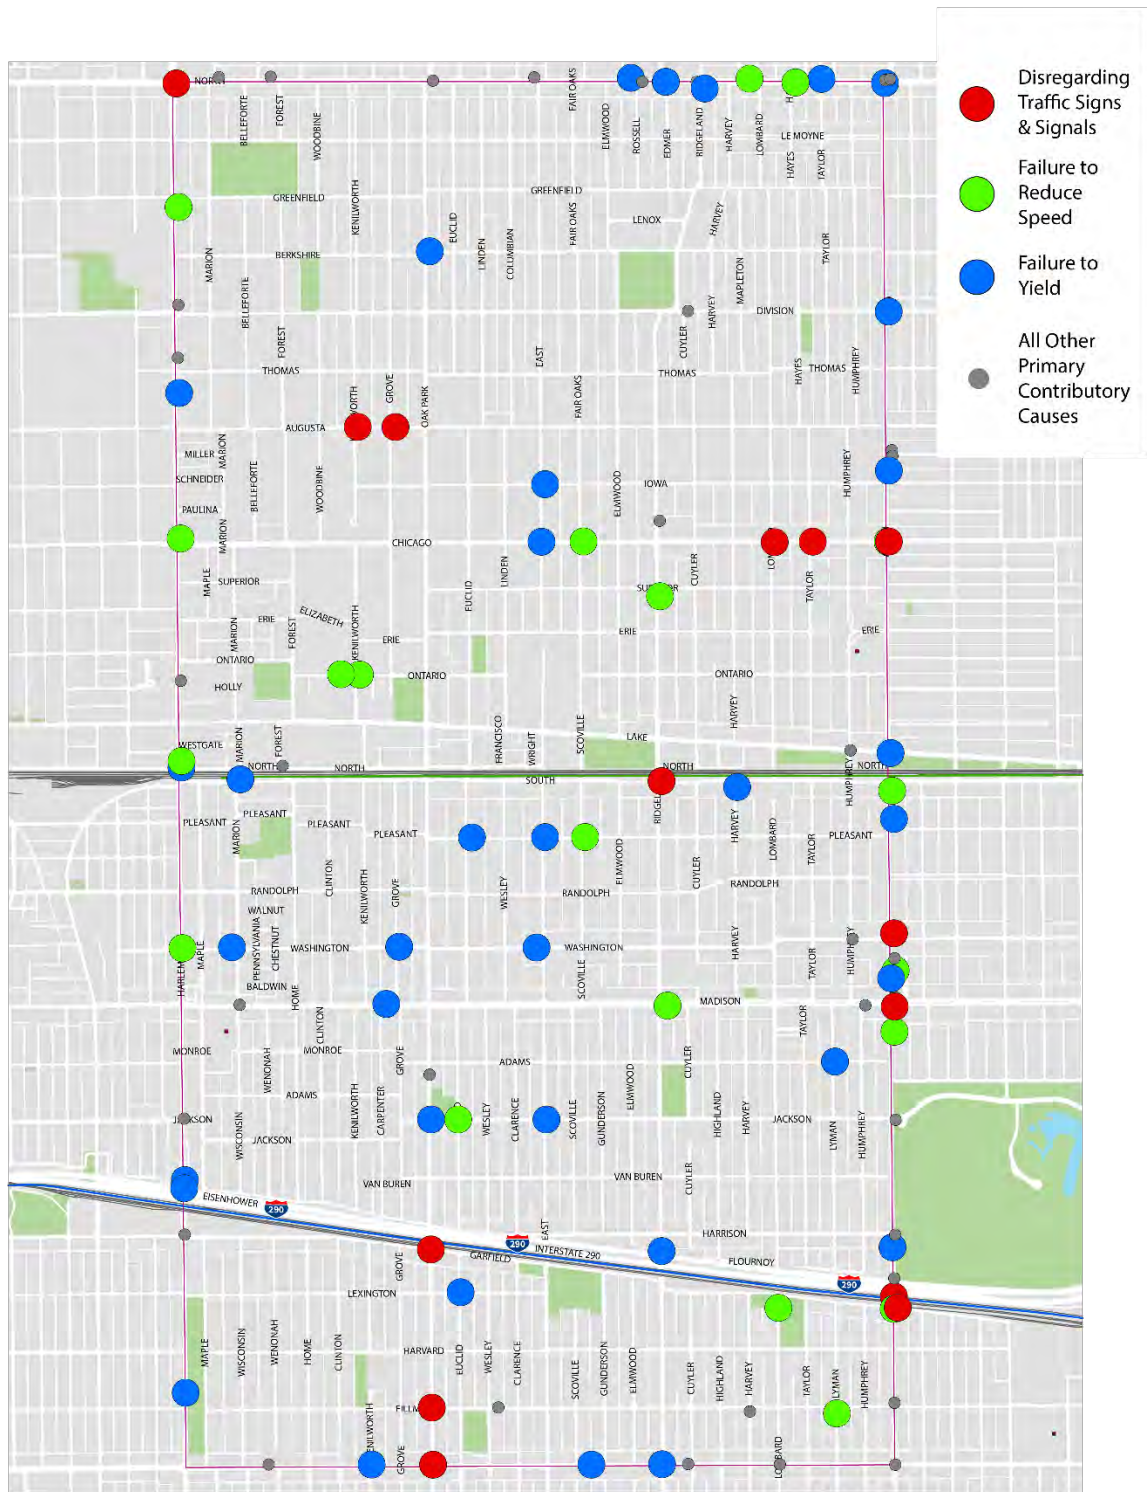 Disregarding
Traffic Signs
& Signals
Failure to
Reduce
Speed
Failure to
Yield
All Other
Primary
Contributory
Causes
FAIR OAKS
BELLEFORTE
FOREST
WOODBINE
ELMWOOD
ROSSELL
EDMER
RIDGELAND
HARVEY
LOMBARD
LE MOYNE
HAYES
TAYLOR
GREENFIELD
KENILWORTH
GREENFIELD
FAIR OAKS
LENOX
HARVEY
EUCLID
LINDEN
COLUMBIAN
MARION
BERKSHIRE
TAYLOR
MAPLETON
BELLEFORTE
HARVEY
DIVISION
FOREST
CUYLER
EAST
THOMAS
THOMAS
HAYES
THOMAS
HUMPHREY
GROVE
OAK PARK
FAIR OAKS
AUGUSTA
MILLER
MARION
SCHNEIDER
BELLEFORTE
WOODBINE
ELMWOOD
IOWA
HUMPHREY
PAULINA
MARION
CHICAGO
LINDEN
CUYLER
MAPLE
SUPERIOR
EUCLID
TAYLOR
ELIZABETH
ERIE
MARION
FOREST
KENILWORTH
ERIE
ERIE
ERIE
ONTARIO
HOLLY
ONTARIO
ONTARIO
HARVEY
WESTGATE
MARION
FOREST
FRANCISCO
WRIGHT
SCOVILLE
LAKE
NORTH
NORTH
SOUTH
NORTH
NORTH
HUMPHREY
PLEASANT
PLEASANT
MARION
PLEASANT
PLEASANT
ELMWOOD
HARVEY
LOMBARD
TAYLOR
PLEASANT
CLINTON
KENILWORTH
GROVE
WESLEY
CUYLER
RANDOLPH
RANDOLPH
RANDOLPH
WALNUT
PENNSYLVANIA
CHESTNUT
WASHINGTON
WASHINGTON
HARVEY
TAYLOR
HUMPHREY
HARLEM
MAPLE
SCOVILLE
BALDWIN
HOME
CLINTON
MADISON
TAYLOR
MONROE
WENONAH
MONROE
GROVE
ADAMS
CUYLER
ADAMS
KENILWORTH
CARPENTER
WESLEY
CLARENCE
SCOVILLE
GUNDERSON
ELMWOOD
HIGHLAND
HARVEY
JACKSON
LYMAN
HUMPHREY
WISCONSIN
JACKSON
VAN BUREN
VAN BUREN
CUYLER
EISENHOWER
290
EAST
290
INTERSTATE 290
GARFIELD
HARRISON
FLOURNOY
290
GROVE
LEXINGTON
MAPLE
WISCONSIN
WENONAH
HOME
CLINTON
HARVARD
EUCLID
WESLEY
CLARENCE
SCOVILLE
GUNDERSON
ELMWOOD
CUYLER
HIGHLAND
HARVEY
TAYLOR
LYMAN
HUMPHREY
GROVE